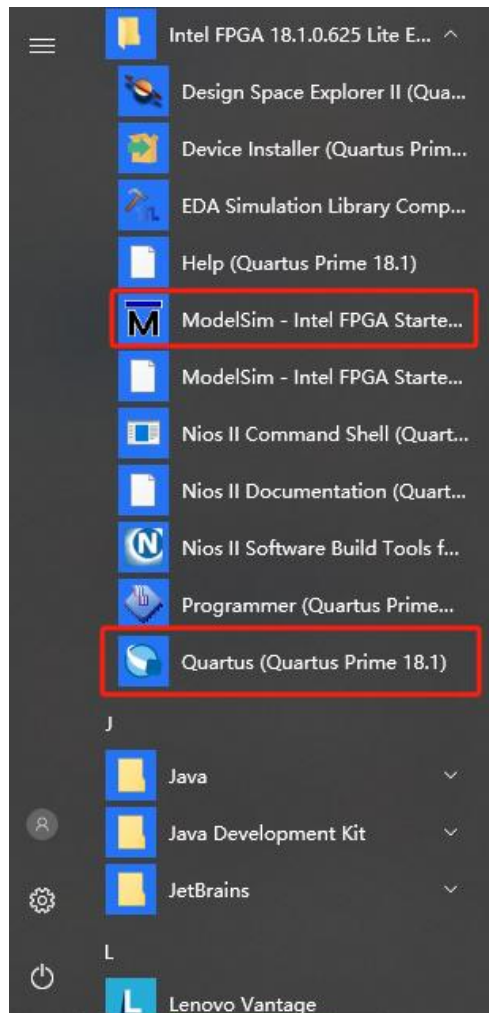 Intel FPGA 18.1.0.625 Lite E...
Design Space Explorer II (Qua...
Device Installer (Quartus Prim...
EDA Simulation Library Comp...
Help (Quartus Prime 18.1)
ModelSim - Intel FPGA Starte...
ModelSim - Intel FPGA Starte...
Nios II Command Shell (Quart...
Nios II Documentation (Quart...
Nios II Software Build Tools f...
Programmer (Quartus Prime...
Quartus (Quartus Prime 18.1)
J
Java
Java Development Kit
JetBrains
L
Lenovo Vantage